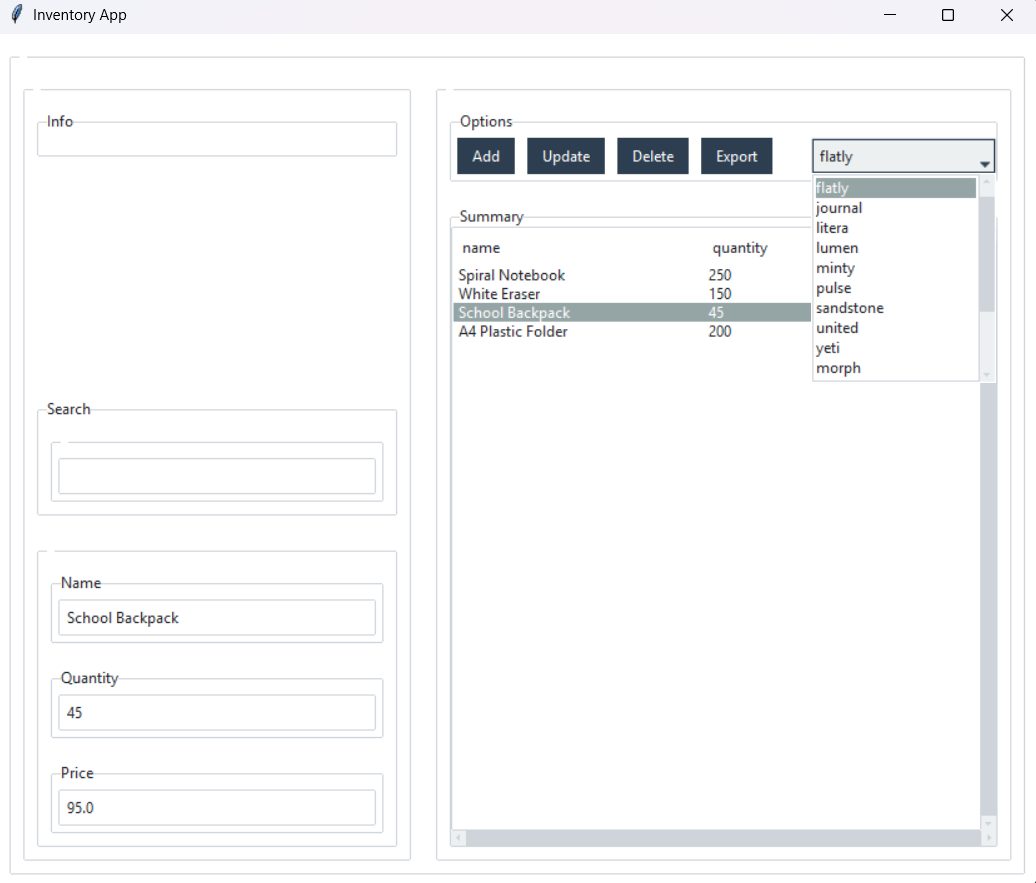 Inventory App
Info
Search
Name
School Backpack
Quantity
45
Price
95.0
Options
Add Update Delete Export flatly
flatly
journal
litera
lumen
minty
pulse
sandstone
united
yeti
morph
Summary
name quantity
Spiral Notebook 250
White Eraser 150
School Backpack 45
A4 Plastic Folder 200